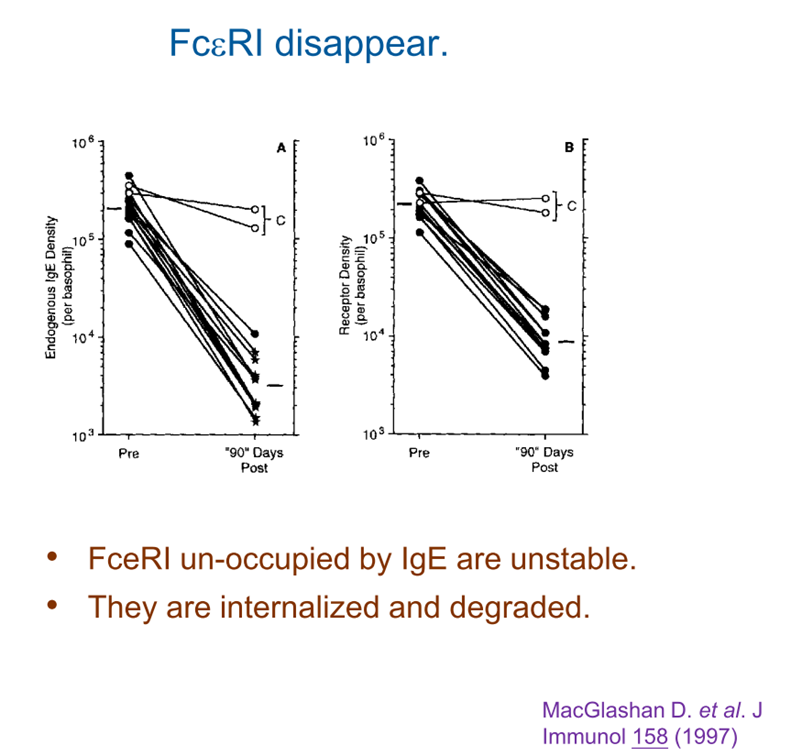 FcεRI disappear.
A
10⁶
10⁵
10⁴
10³
Endogenous IgE Density
(per basophil)
C
Pre
"90" Days
Post
B
10⁶
10⁵
10⁴
10³
Receptor Density
(per basophil)
C
Pre
"90" Days
Post
• FceRI un-occupied by IgE are unstable.
• They are internalized and degraded.
MacGlashan D. et al. J
Immunol 158 (1997)